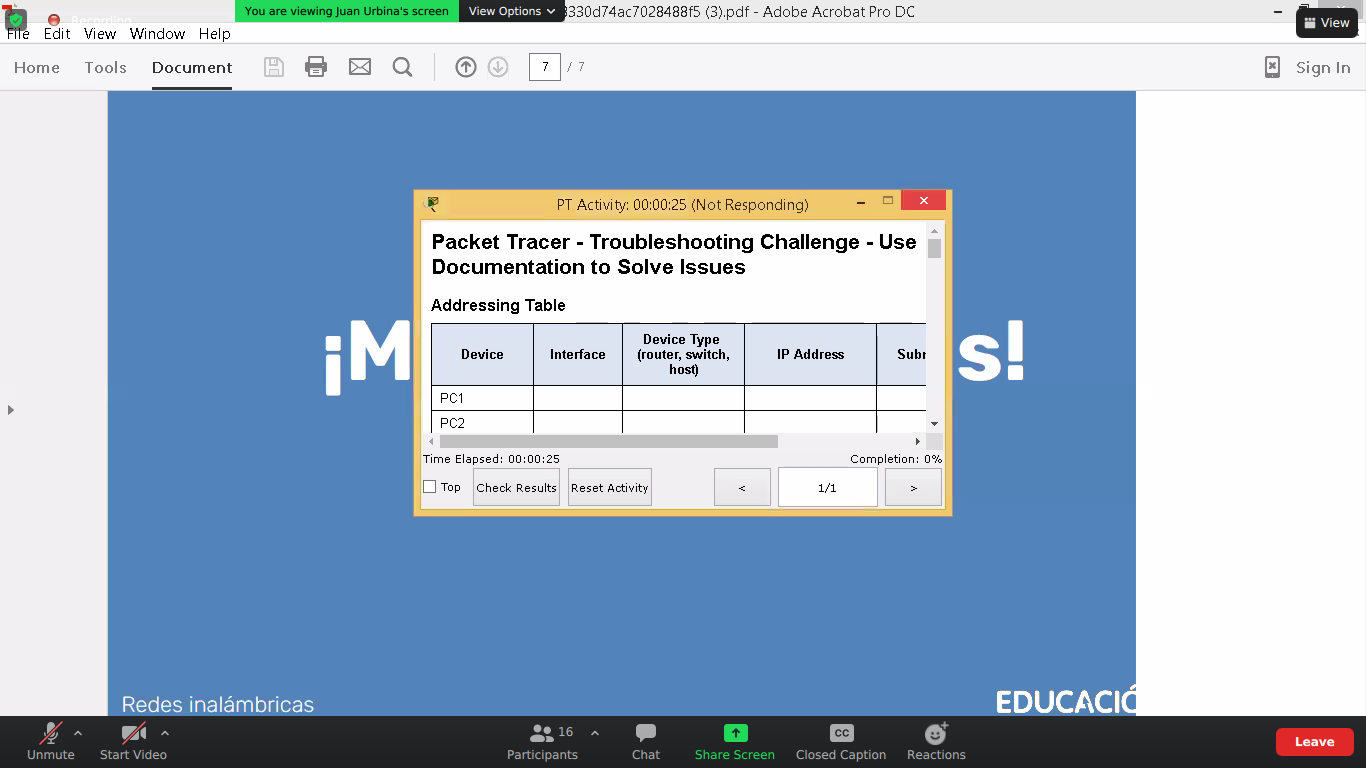 You are viewing Juan Urbina's screen
View Options
8330d74ac7028488f5 (3).pdf - Adobe Acrobat Pro DC
View
Recording
File Edit View Window Help
Home Tools Document
7 / 7
Sign In
PT Activity: 00:00:25 (Not Responding)
Packet Tracer - Troubleshooting Challenge - Use
Documentation to Solve Issues
Addressing Table
Device Interface Device Type (router, switch, host) IP Address Subr
PC1
PC2
Time Elapsed: 00:00:25 Completion: 0%
Top Check Results Reset Activity < 1/1 >
¡M s!
Redes inalámbricas
EDUCACIÓ
Unmute Start Video Participants 16 Chat Share Screen CC Closed Caption Reactions Leave